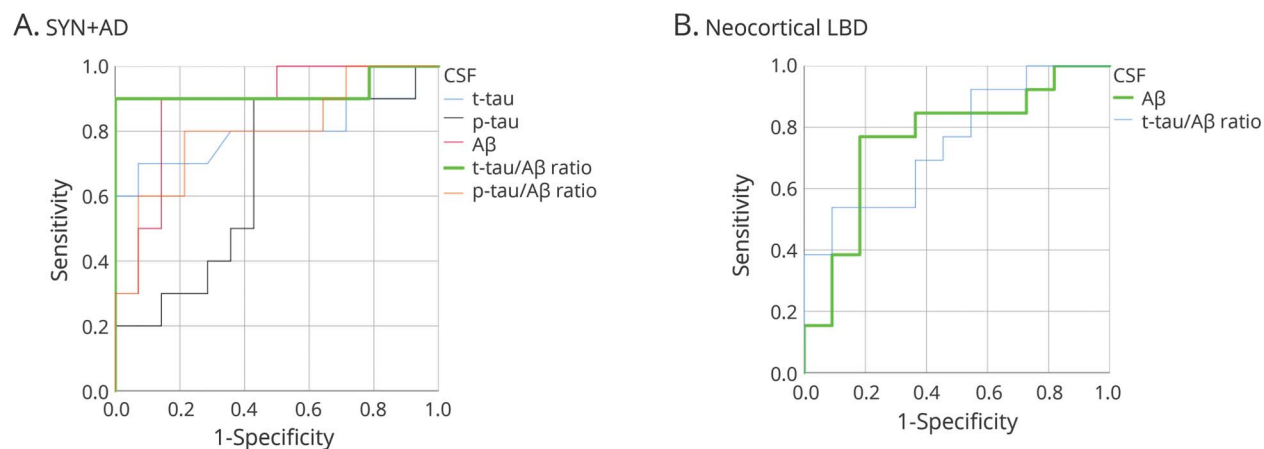 A. SYN+AD
1.0
0.8
0.6
0.4
0.2
0.0
Sensitivity
0.0 0.2 0.4 0.6 0.8 1.0
1-Specificity
CSF
t-tau
p-tau
Aβ
t-tau/Aβ ratio
p-tau/Aβ ratio
B. Neocortical LBD
1.0
0.8
0.6
0.4
0.2
0.0
Sensitivity
0.0 0.2 0.4 0.6 0.8 1.0
1-Specificity
CSF
Aβ
t-tau/Aβ ratio